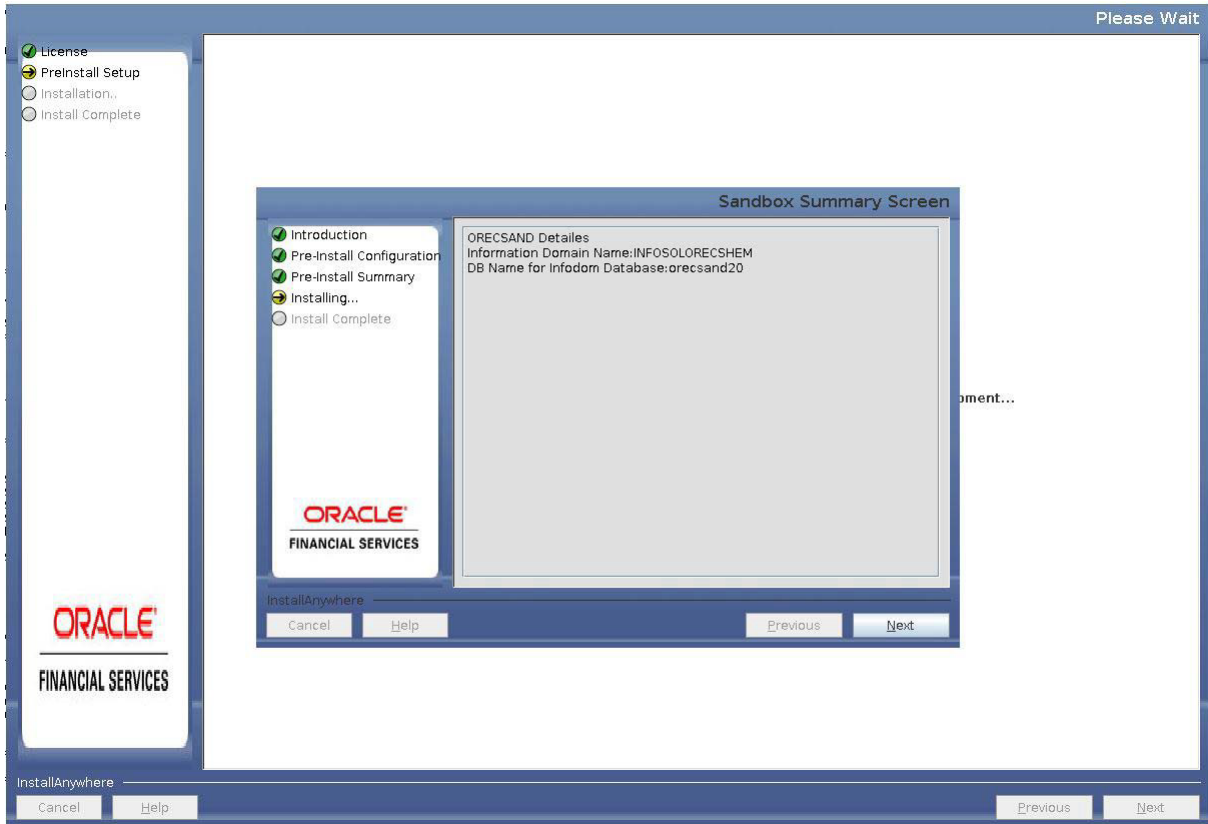 Please Wait
License
PreInstall Setup
Installation..
Install Complete
Sandbox Summary Screen
Introduction
Pre-Install Configuration
Pre-Install Summary
Installing...
Install Complete
ORECSAND Detailes
Information Domain Name:INFOSOLORECSHEM
DB Name for Infodom Database:orecsand20
ORACLE
FINANCIAL SERVICES
InstallAnywhere
Cancel Help Previous Next
ORACLE
FINANCIAL SERVICES
InstallAnywhere
Cancel Help Previous Next